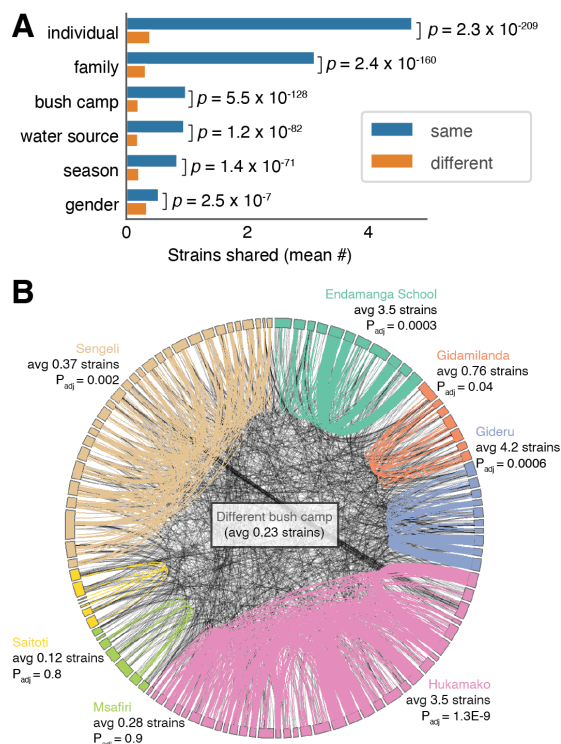 A
individual
p = 2.3 x 10-209
family
p = 2.4 x 10-160
bush camp
p = 5.5 x 10-128
water source
p = 1.2 x 10-82
season
p = 1.4 x 10-71
gender
p = 2.5 x 10-7
same
different
0 2 4
Strains shared (mean #)
B
Endamanga School
avg 3.5 strains
Padj = 0.0003
Sengeli
avg 0.37 strains
Padj = 0.002
Gidamilanda
avg 0.76 strains
Padj = 0.04
Gideru
avg 4.2 strains
Padj = 0.0006
Different bush camp
(avg 0.23 strains)
Saitoti
avg 0.12 strains
Padj = 0.8
Msafiri
avg 0.28 strains
Padj = 0.9
Hukamako
avg 3.5 strains
Padj = 1.3E-9